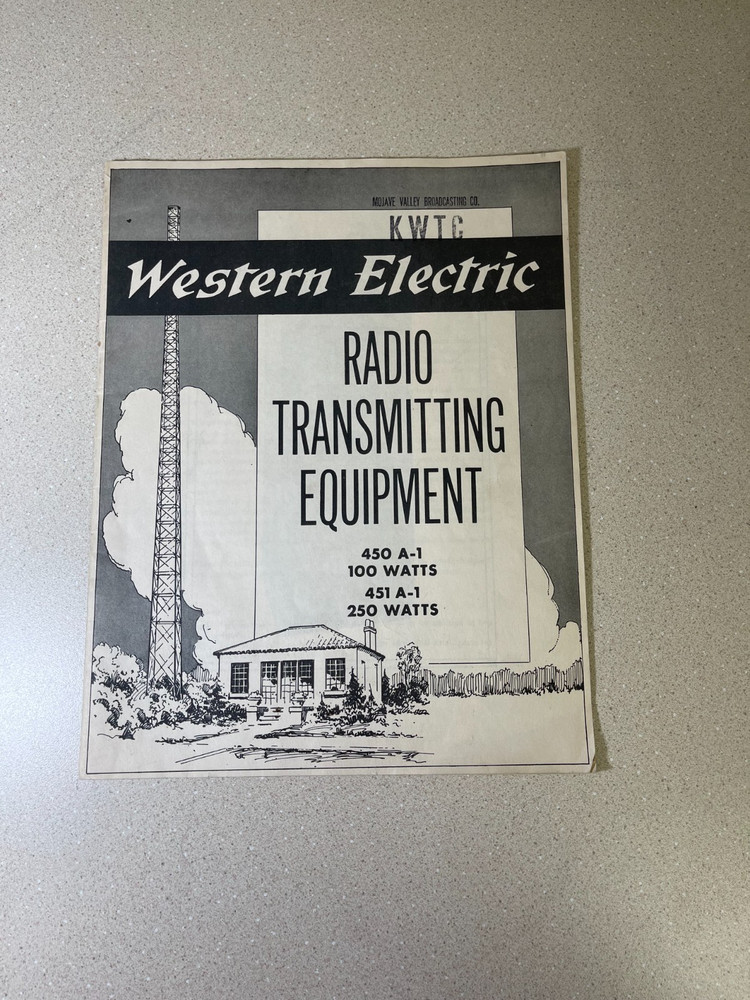 MOJAVE VALLEY BROADCASTING CO.
KWTC
Western Electric
RADIO
TRANSMITTING
EQUIPMENT
450 A-1
100 WATTS
451 A-1
250 WATTS